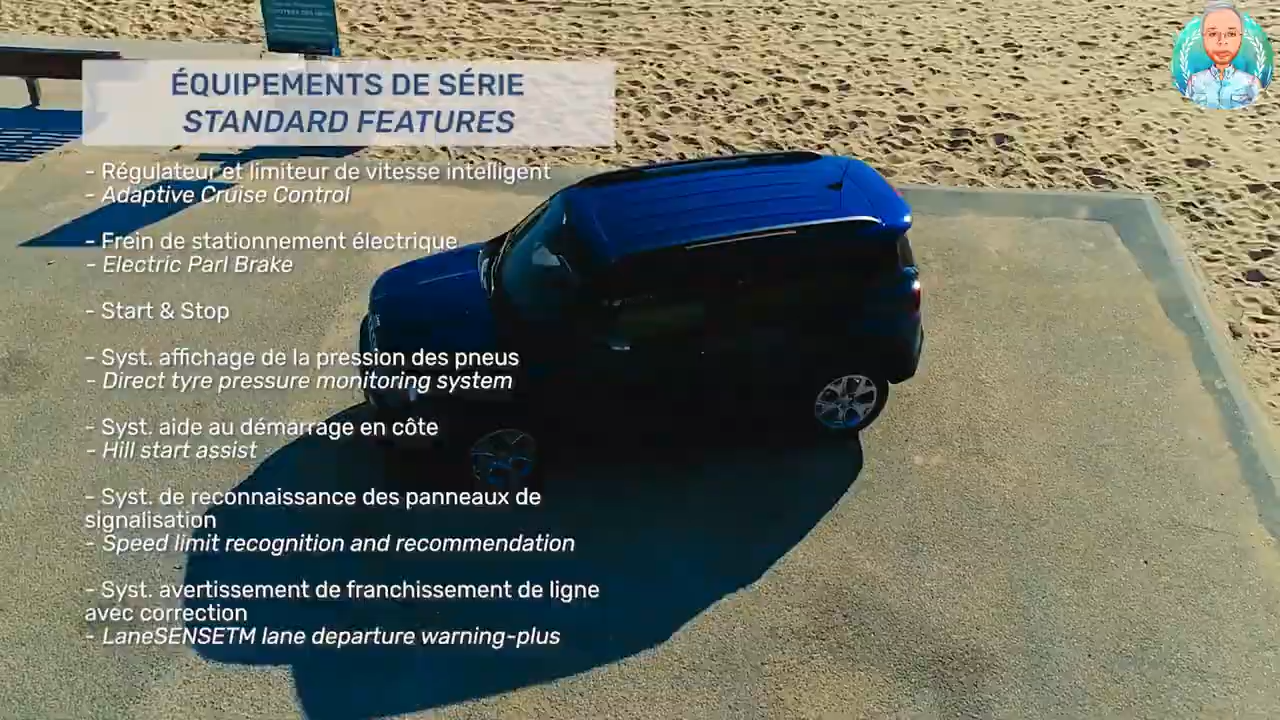 ÉQUIPEMENTS DE SÉRIE
STANDARD FEATURES
- Régulateur et limiteur de vitesse intelligent
- Adaptive Cruise Control
- Frein de stationnement électrique
- Electric Parl Brake
- Start & Stop
- Syst. affichage de la pression des pneus
- Direct tyre pressure monitoring system
- Syst. aide au démarrage en côte
- Hill start assist
- Syst. de reconnaissance des panneaux de
signalisation
- Speed limit recognition and recommendation
- Syst. avertissement de franchissement de ligne
avec correction
- LaneSENSETM lane departure warning-plus